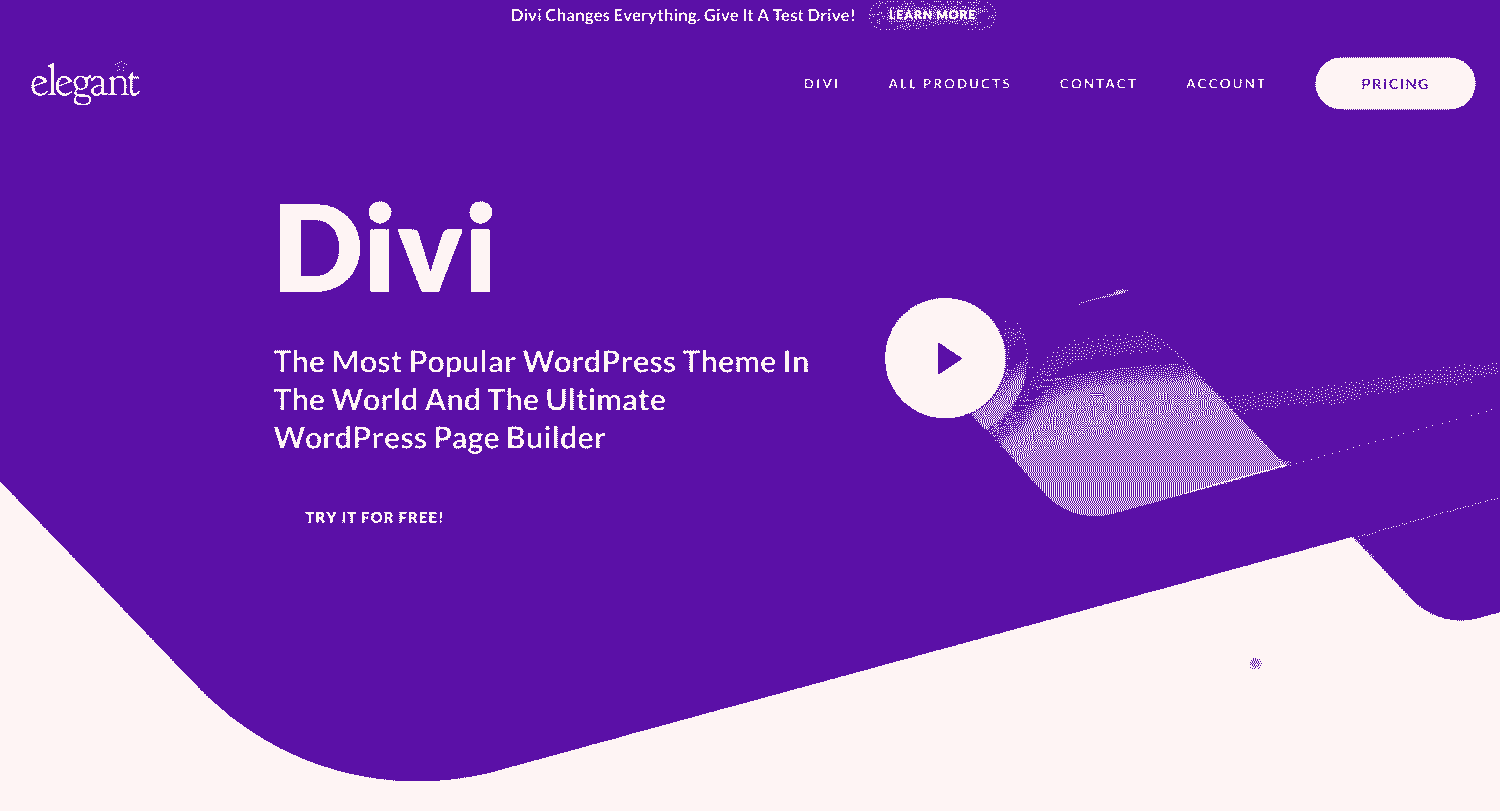 Divi Changes Everything. Give It A Test Drive!
LEARN MORE
elegant
DIVI
ALL PRODUCTS
CONTACT
ACCOUNT
PRICING
Divi
The Most Popular WordPress Theme In
The World And The Ultimate
WordPress Page Builder
TRY IT FOR FREE!